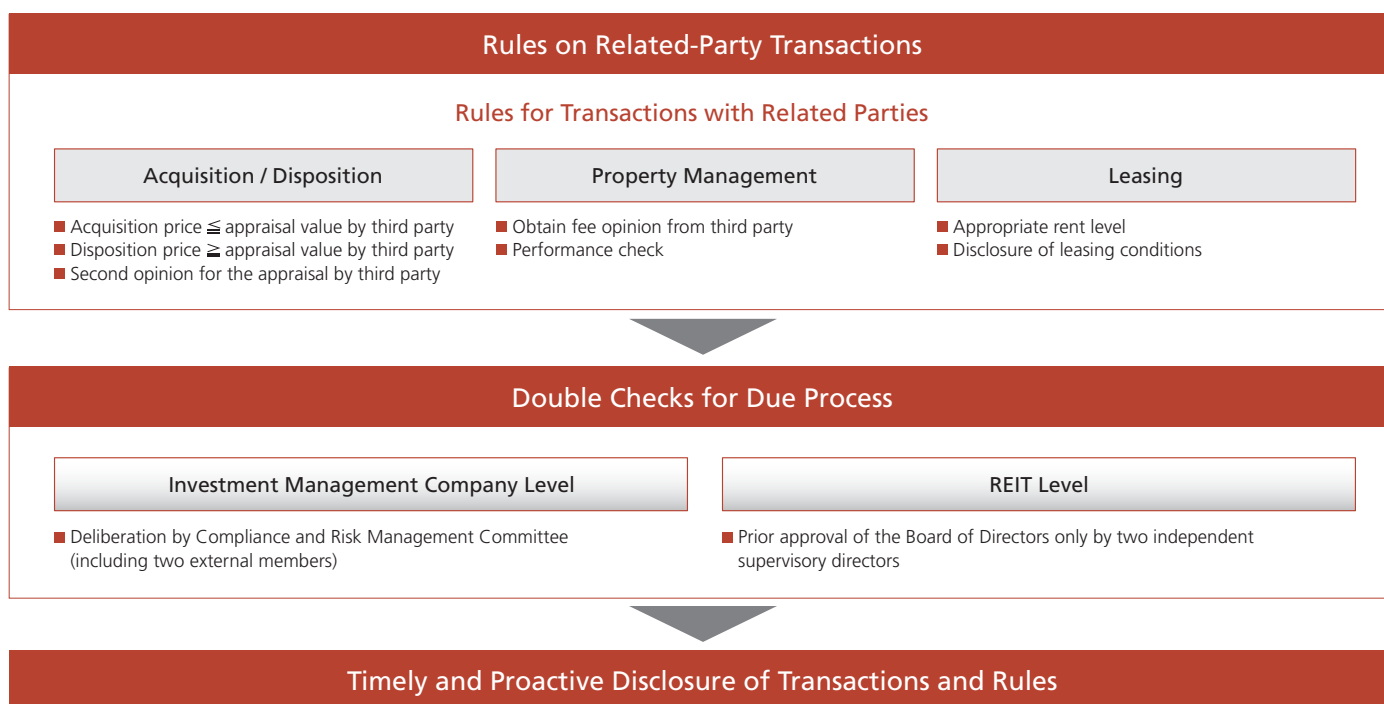 Rules on Related-Party Transactions
Rules for Transactions with Related Parties
Acquisition / Disposition
■ Acquisition price ≦ appraisal value by third party
■ Disposition price ≧ appraisal value by third party
■ Second opinion for the appraisal by third party
Property Management
■ Obtain fee opinion from third party
■ Performance check
Leasing
■ Appropriate rent level
■ Disclosure of leasing conditions
Double Checks for Due Process
Investment Management Company Level
■ Deliberation by Compliance and Risk Management Committee
(including two external members)
REIT Level
■ Prior approval of the Board of Directors only by two independent
supervisory directors
Timely and Proactive Disclosure of Transactions and Rules